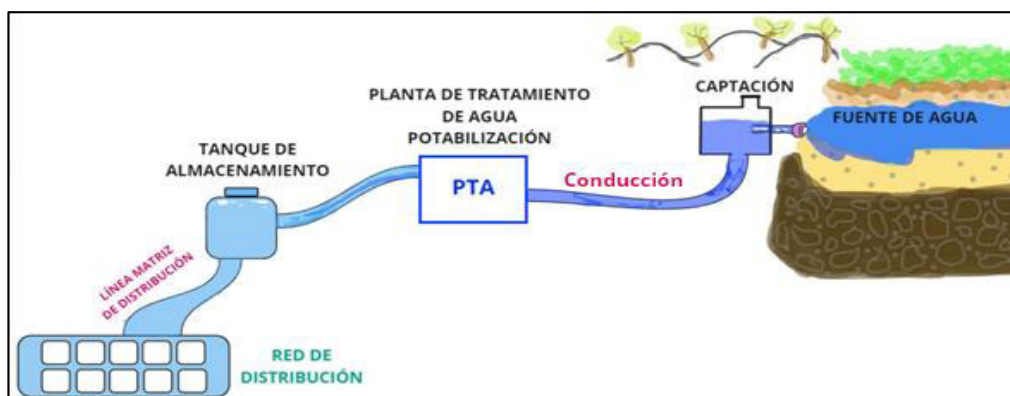 CAPTACIÓN
FUENTE DE AGUA
PLANTA DE TRATAMIENTO
DE AGUA
POTABILIZACIÓN
PTA
Conducción
TANQUE DE
ALMACENAMIENTO
LÍNEA MATRIZ
DE DISTRIBUCIÓN
RED DE
DISTRIBUCIÓN